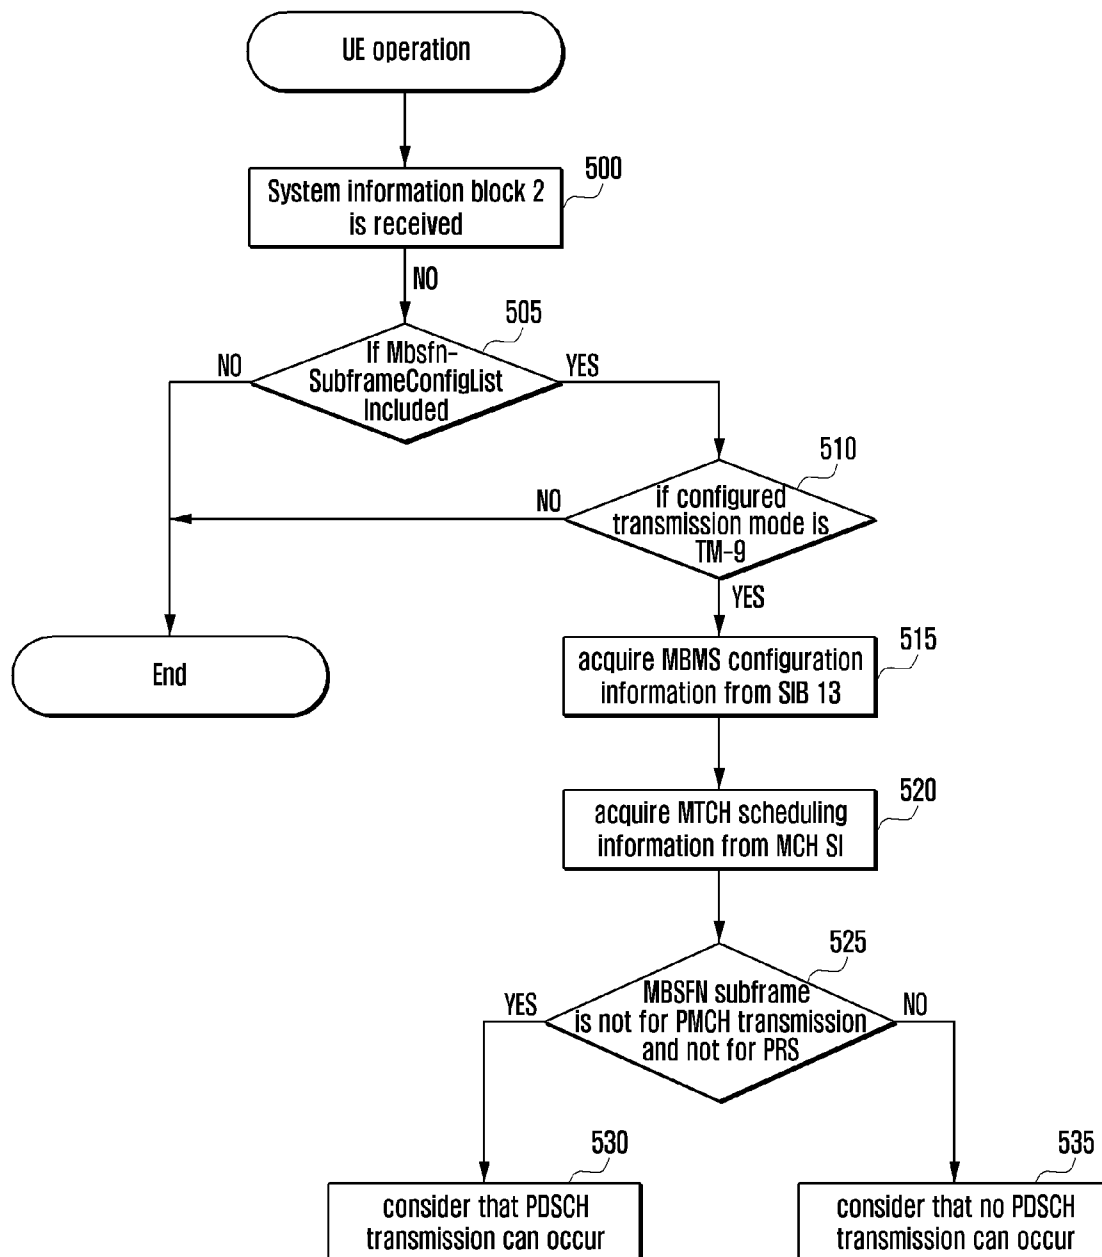 UE operation
500
System information block 2
is received
NO
505
If Mbsfn-
SubframeConfigList
Included
NO
YES
510
if configured
transmission mode is
TM-9
NO
YES
End
515
acquire MBMS configuration
information from SIB 13
520
acquire MTCH scheduling
information from MCH SI
525
MBSFN subframe
is not for PMCH transmission
and not for PRS
YES
NO
530
consider that PDSCH
transmission can occur
535
consider that no PDSCH
transmission can occur